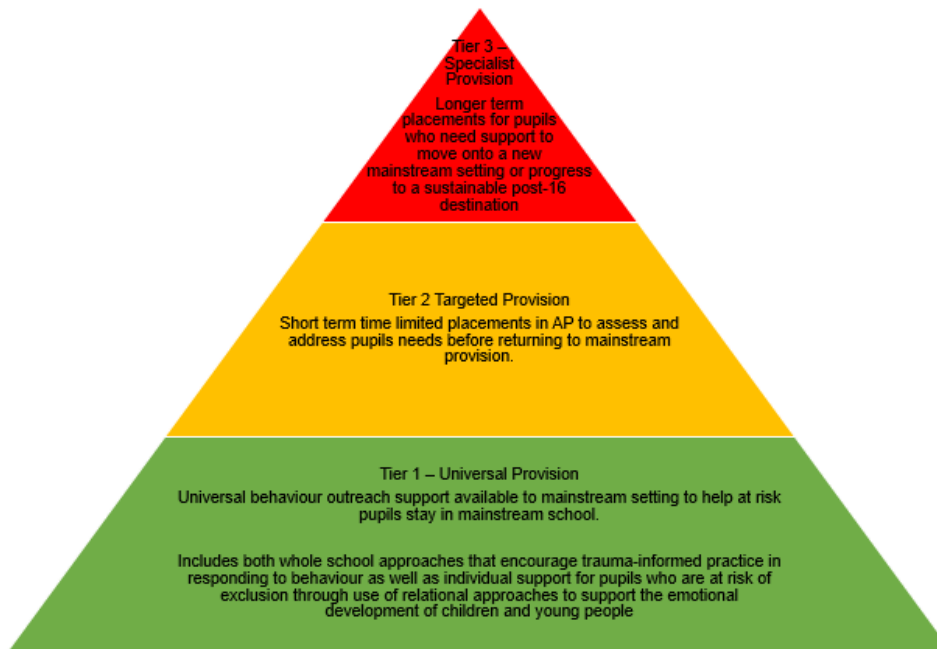 Tier 3 –
Specialist
Provision
Longer term
placements for pupils
who need support to
move onto a new
mainstream setting or progress
to a sustainable post-16
destination
Tier 2 Targeted Provision
Short term time limited placements in AP to assess and
address pupils needs before returning to mainstream
provision.
Tier 1 – Universal Provision
Universal behaviour outreach support available to mainstream setting to help at risk
pupils stay in mainstream school.
Includes both whole school approaches that encourage trauma-informed practice in
responding to behaviour as well as individual support for pupils who are at risk of
exclusion through use of relational approaches to support the emotional
development of children and young people